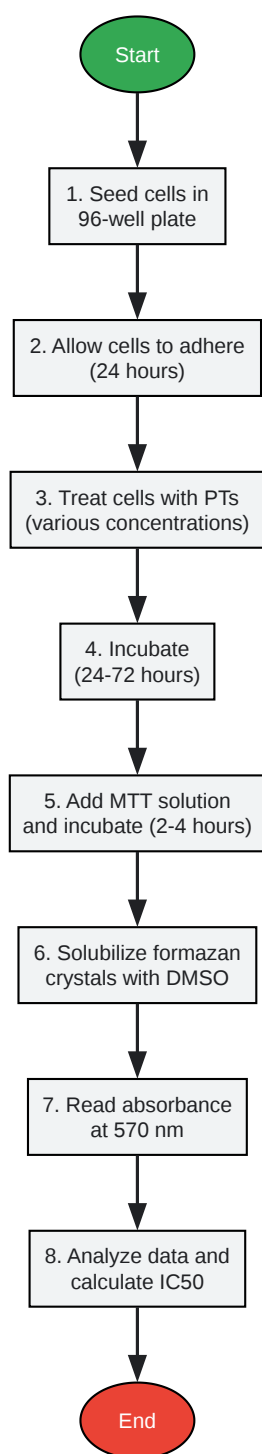 Start
1. Seed cells in
96-well plate
2. Allow cells to adhere
(24 hours)
3. Treat cells with PTs
(various concentrations)
4. Incubate
(24-72 hours)
5. Add MTT solution
and incubate (2-4 hours)
6. Solubilize formazan
crystals with DMSO
7. Read absorbance
at 570 nm
8. Analyze data and
calculate IC50
End